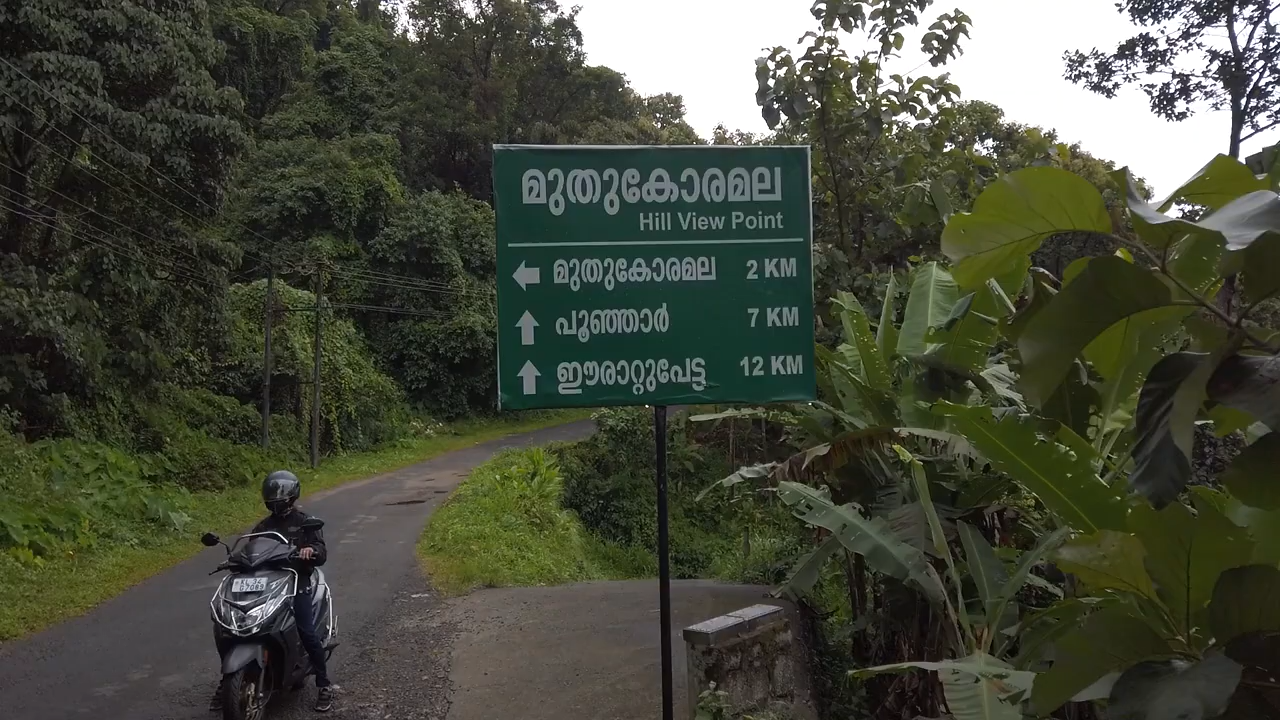 മുതുകോരമല
Hill View Point
← മുതുകോരമല 2 KM
↑ പൂഞ്ഞാർ 7 KM
↑ ഈരാറ്റുപേട്ട 12 KM